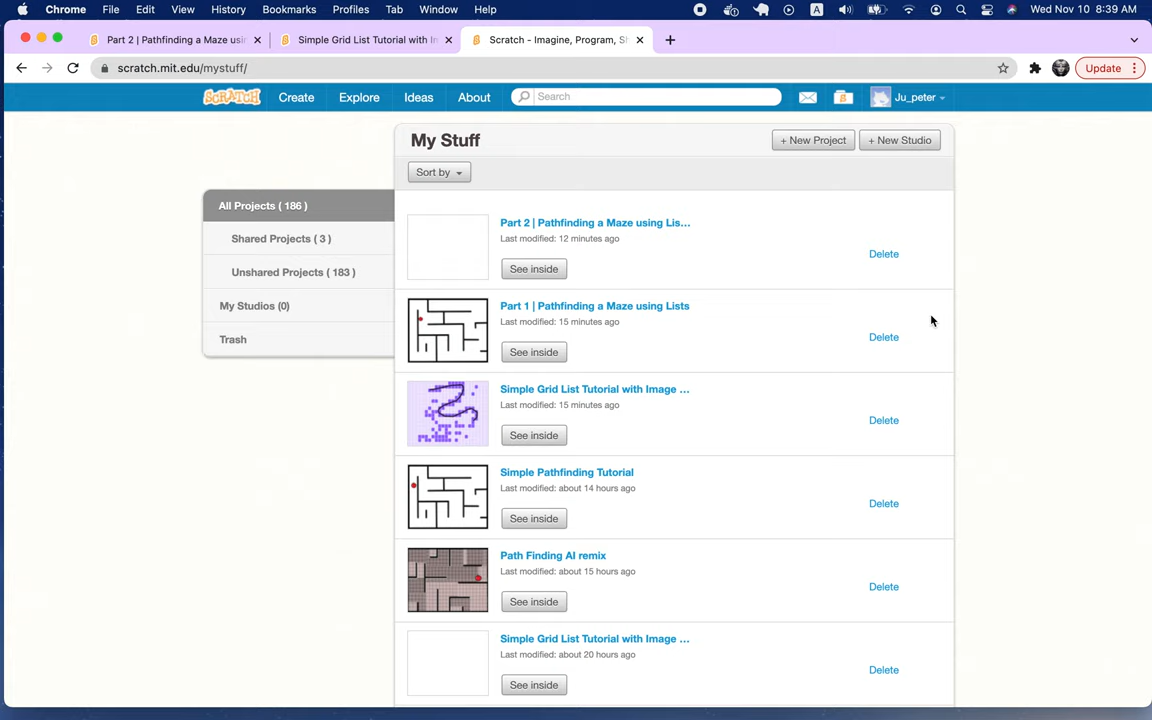 Chrome File Edit View History Bookmarks Profiles Tab Window Help A Wed Nov 10 8:39 AM
Part 2 | Pathfinding a Maze usin Simple Grid List Tutorial with In Scratch - Imagine, Program, Sh
scratch.mit.edu/mystuff/ Update
SCRATCH Create Explore Ideas About Search Ju_peter
My Stuff + New Project + New Studio
Sort by
All Projects ( 186 )
Shared Projects ( 3 )
Unshared Projects ( 183 )
My Studios (0)
Trash
Part 2 | Pathfinding a Maze using Lis...
Last modified: 12 minutes ago
Delete
See inside
Part 1 | Pathfinding a Maze using Lists
Last modified: 15 minutes ago
Delete
See inside
Simple Grid List Tutorial with Image ...
Last modified: 15 minutes ago
Delete
See inside
Simple Pathfinding Tutorial
Last modified: about 14 hours ago
Delete
See inside
Path Finding AI remix
Last modified: about 15 hours ago
Delete
See inside
Simple Grid List Tutorial with Image ...
Last modified: about 20 hours ago
Delete
See inside